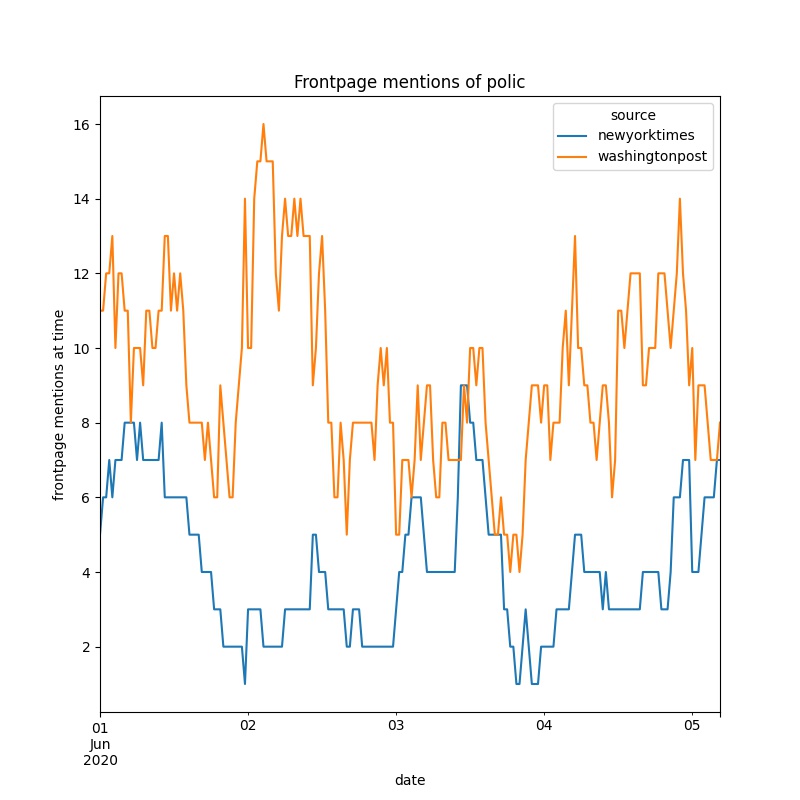 Frontpage mentions of polic
source
newyorktimes
washingtonpost
frontpage mentions at time
16
14
12
10
8
6
4
2
01
Jun
2020
02
03
04
05
date